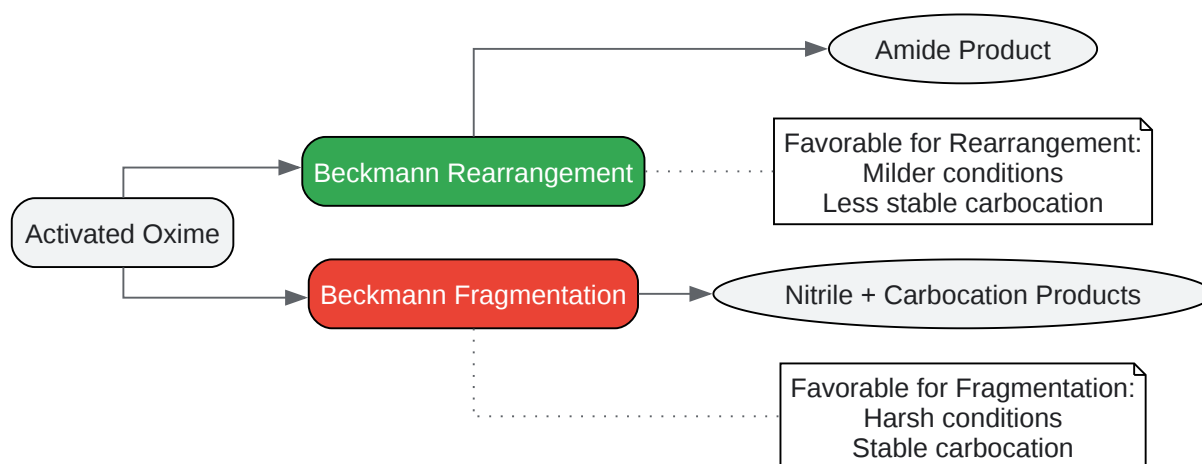 Amide Product
Favorable for Rearrangement:
Milder conditions
Less stable carbocation
Beckmann Rearrangement
Activated Oxime
Beckmann Fragmentation
Nitrile + Carbocation Products
Favorable for Fragmentation:
Harsh conditions
Stable carbocation